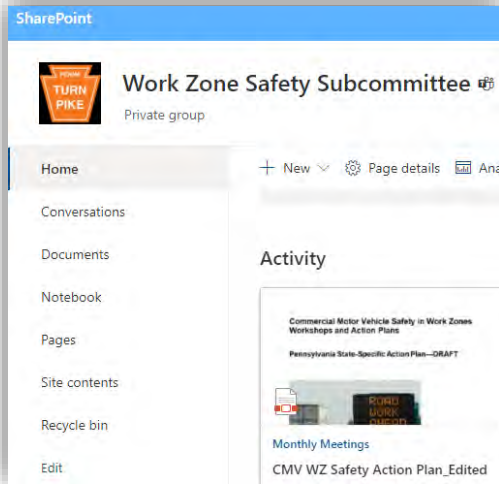 SharePoint
PENNA
TURN
PIKE
Work Zone Safety Subcommittee
Private group
Home
Conversations
Documents
Notebook
Pages
Site contents
Recycle bin
Edit
+ New
Page details
Ana
Activity
Commercial Motor Vehicle Safety in Work Zones
Workshops and Action Plans
Pennsylvania State-Specific Action Plan—DRAFT
ROAD
WORK
AHEAD
Monthly Meetings
CMV WZ Safety Action Plan_Edited